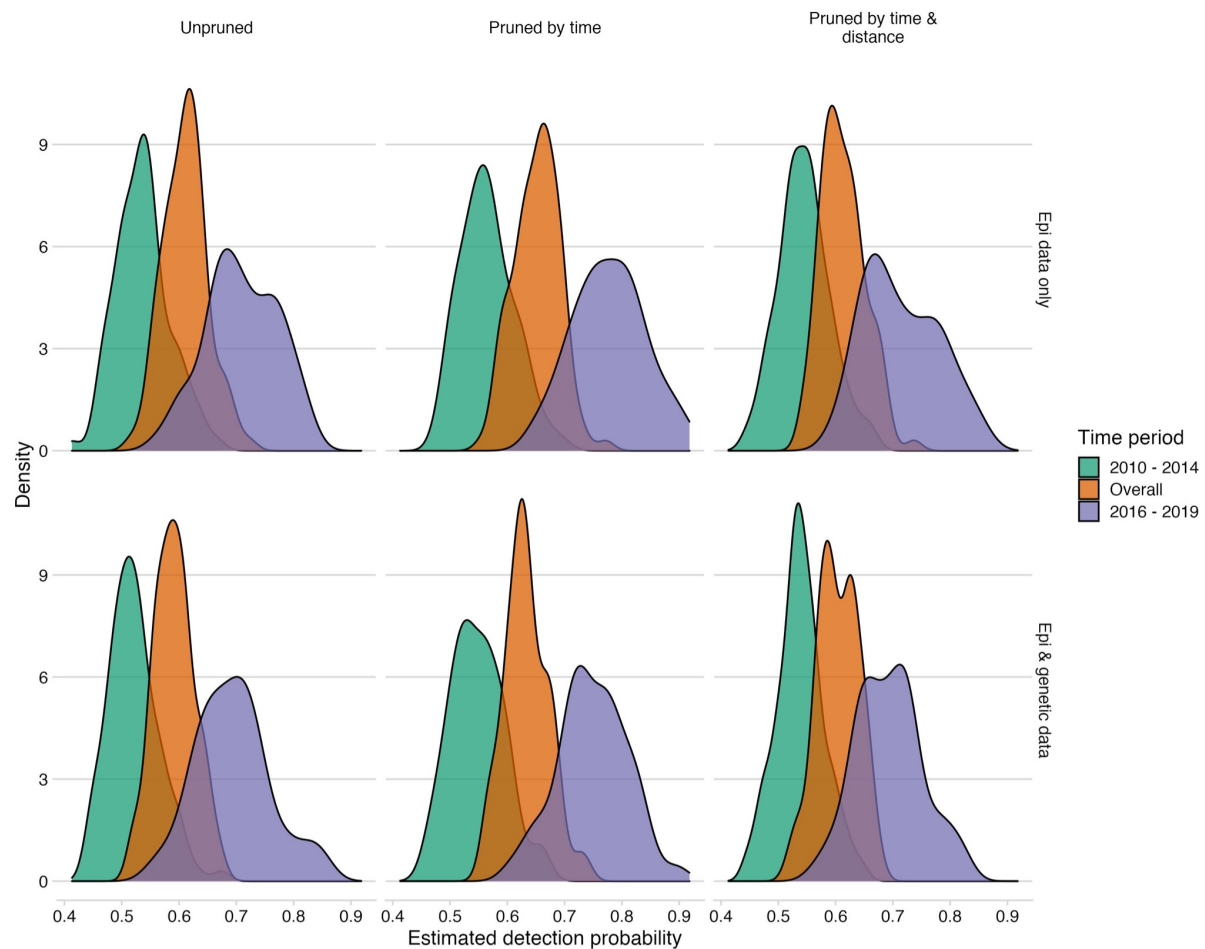 Unpruned
Pruned by time
Pruned by time &
distance
9
6
3
0
Epi data only
Density
9
6
3
0
Epi & genetic data
0.4 0.5 0.6 0.7 0.8 0.9 0.4 0.5 0.6 0.7 0.8 0.9 0.4 0.5 0.6 0.7 0.8 0.9
Estimated detection probability
Time period
2010 - 2014
Overall
2016 - 2019